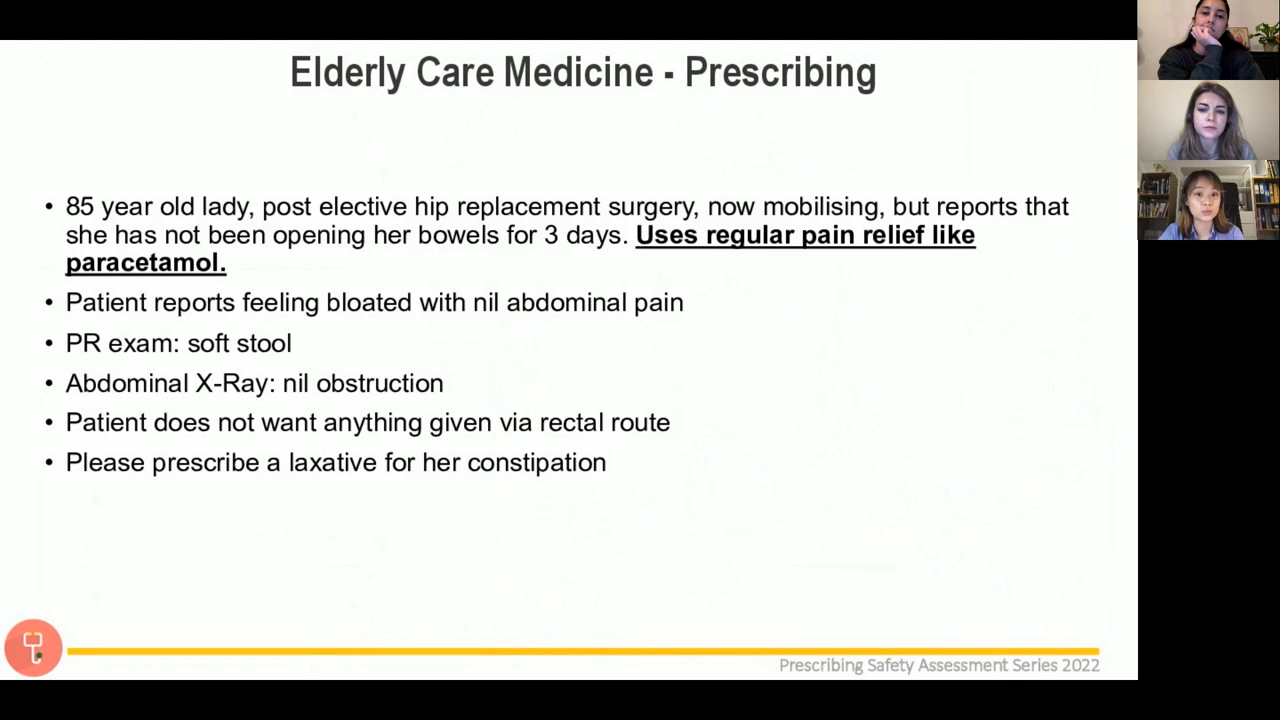 Elderly Care Medicine - Prescribing
• 85 year old lady, post elective hip replacement surgery, now mobilising, but reports that
she has not been opening her bowels for 3 days. Uses regular pain relief like
paracetamol.
• Patient reports feeling bloated with nil abdominal pain
• PR exam: soft stool
• Abdominal X-Ray: nil obstruction
• Patient does not want anything given via rectal route
• Please prescribe a laxative for her constipation
Prescribing Safety Assessment Series 2022